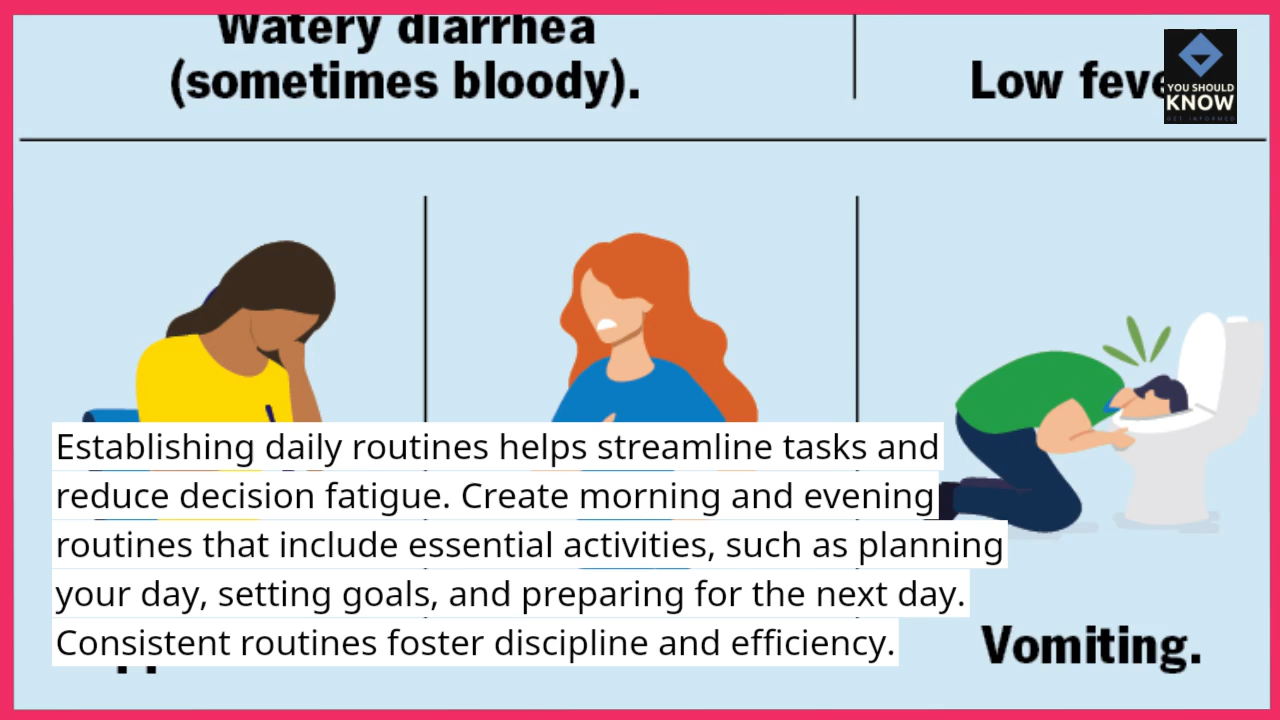 Watery diarrhea
(sometimes bloody).
Low feve
YOU SHOULD
KNOW
GET INFORMED
Establishing daily routines helps streamline tasks and
reduce decision fatigue. Create morning and evening
routines that include essential activities, such as planning
your day, setting goals, and preparing for the next day.
Consistent routines foster discipline and efficiency.
Vomiting.